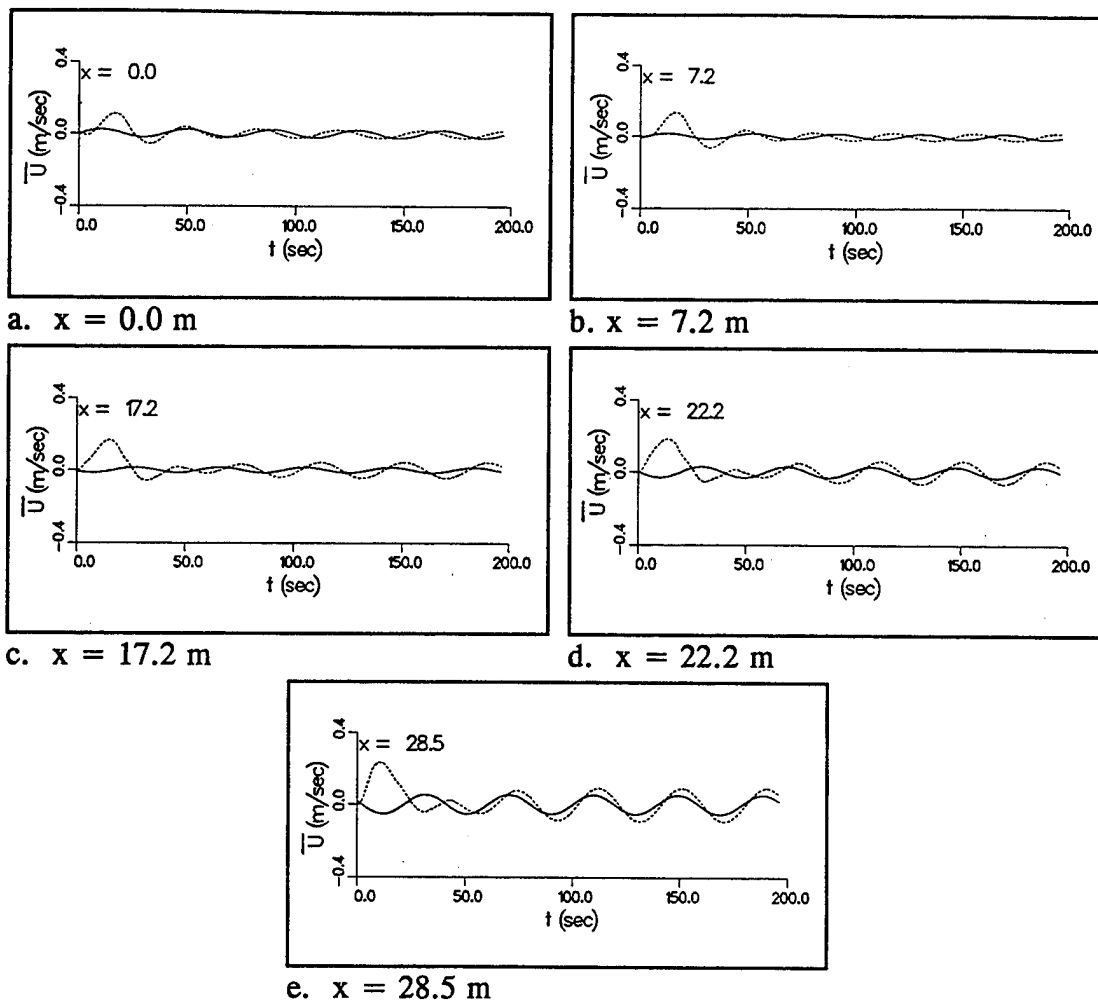 0.4
x = 0.0
0.0
U (m/sec)
-0.4
0.0 50.0 100.0 150.0 200.0
t (sec)
a. x = 0.0 m
0.4
x = 7.2
0.0
U (m/sec)
-0.4
0.0 50.0 100.0 150.0 200.0
t (sec)
b. x = 7.2 m
0.4
x = 17.2
0.0
U (m/sec)
-0.4
0.0 50.0 100.0 150.0 200.0
t (sec)
c. x = 17.2 m
0.4
x = 22.2
0.0
U (m/sec)
-0.4
0.0 50.0 100.0 150.0 200.0
t (sec)
d. x = 22.2 m
0.4
x = 28.5
0.0
U (m/sec)
-0.4
0.0 50.0 100.0 150.0 200.0
t (sec)
e. x = 28.5 m